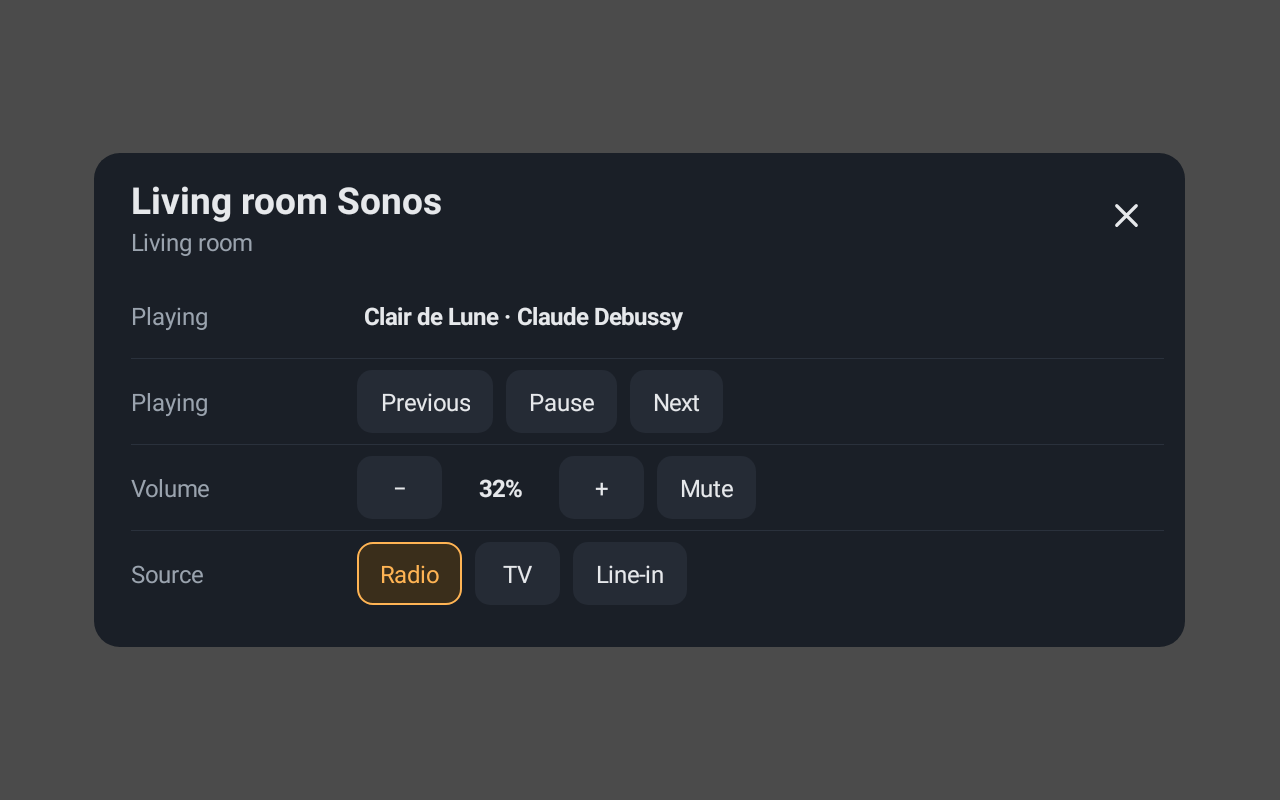 Living room Sonos
Living room
Playing Clair de Lune · Claude Debussy
Playing Previous Pause Next
Volume − 32% + Mute
Source Radio TV Line-in